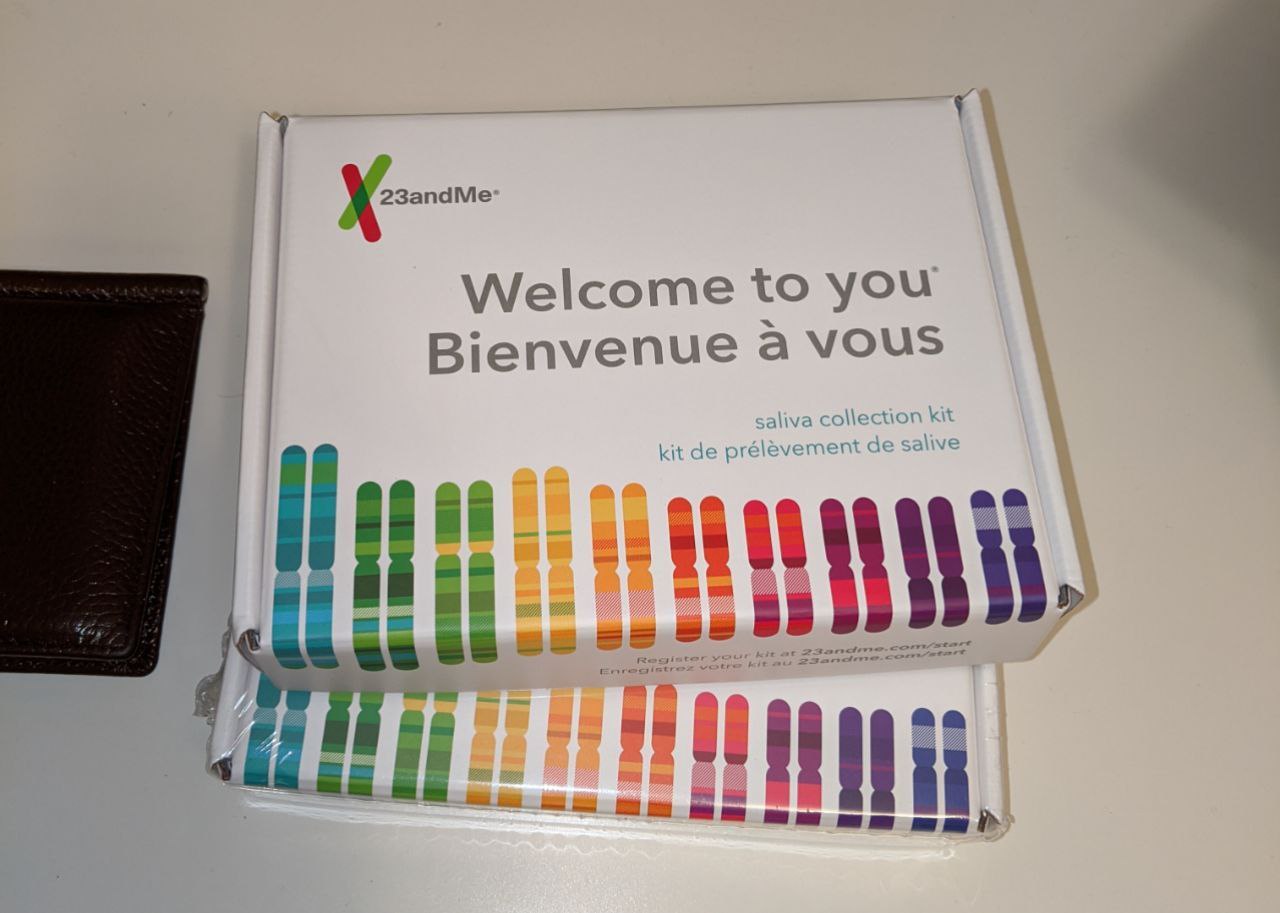 23andMe®
Welcome to you®
Bienvenue à vous
saliva collection kit
kit de prélèvement de salive
Register your kit at 23andme.com/start
Enregistrez votre kit au 23andme.com/start